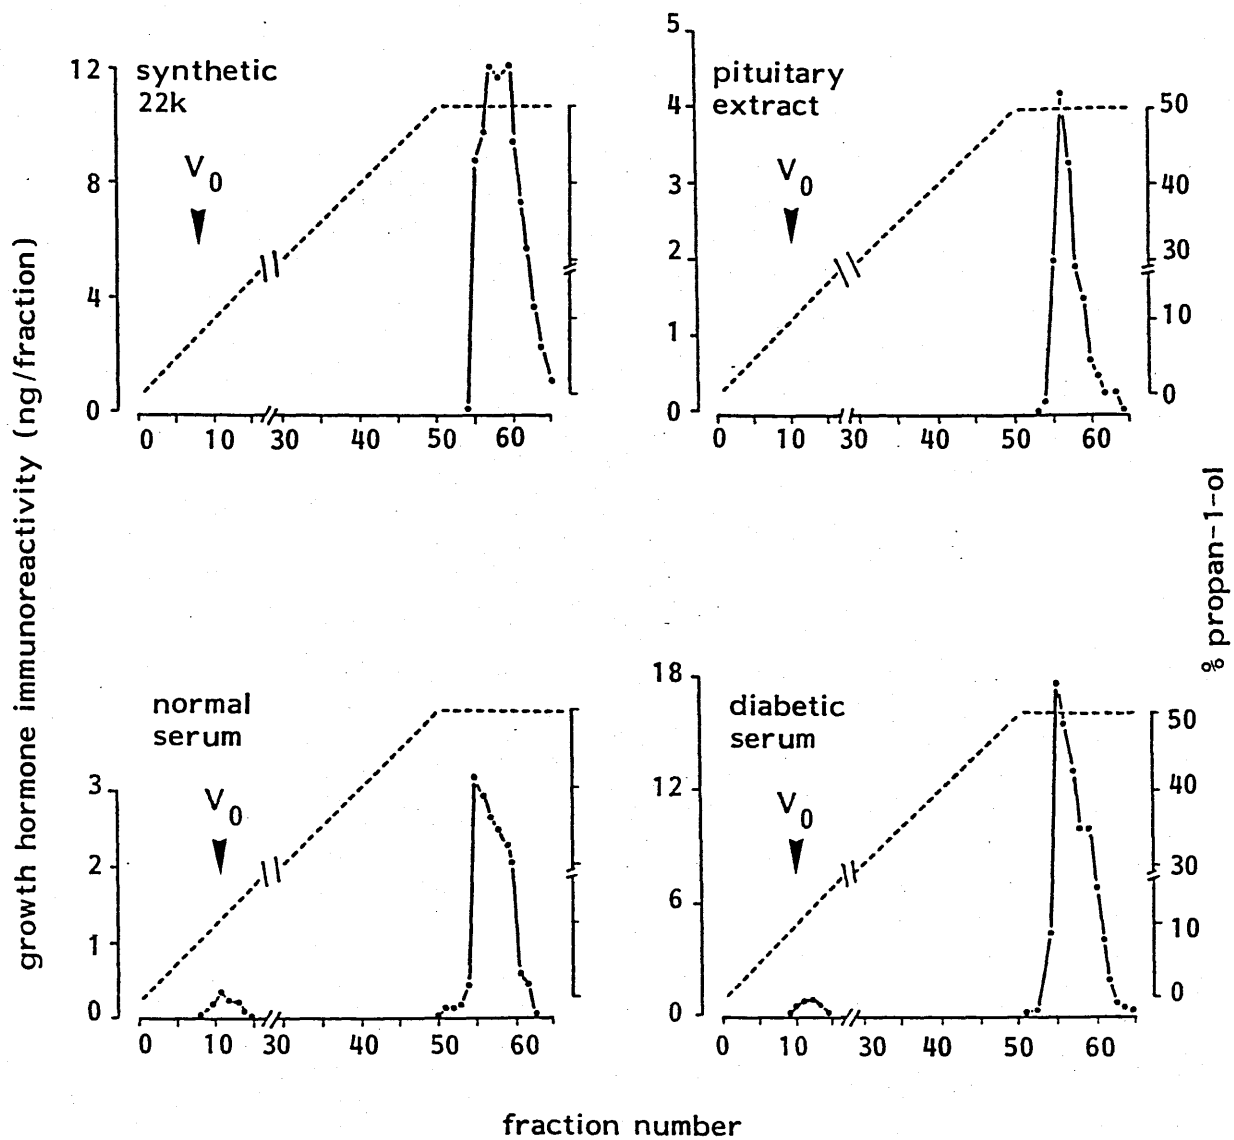 growth hormone immunoreactivity (ng/fraction)
synthetic
22k
V0
12
8
4
0
0 10 30 40 50 60
pituitary
extract
V0
5
4
3
2
1
0
50
40
30
10
0
0 10 30 40 50 60
normal
serum
V0
3
2
1
0
0 10 30 40 50 60
diabetic
serum
V0
18
12
6
0
50
40
30
10
0
0 10 30 40 50 60
% propan-1-ol
fraction number